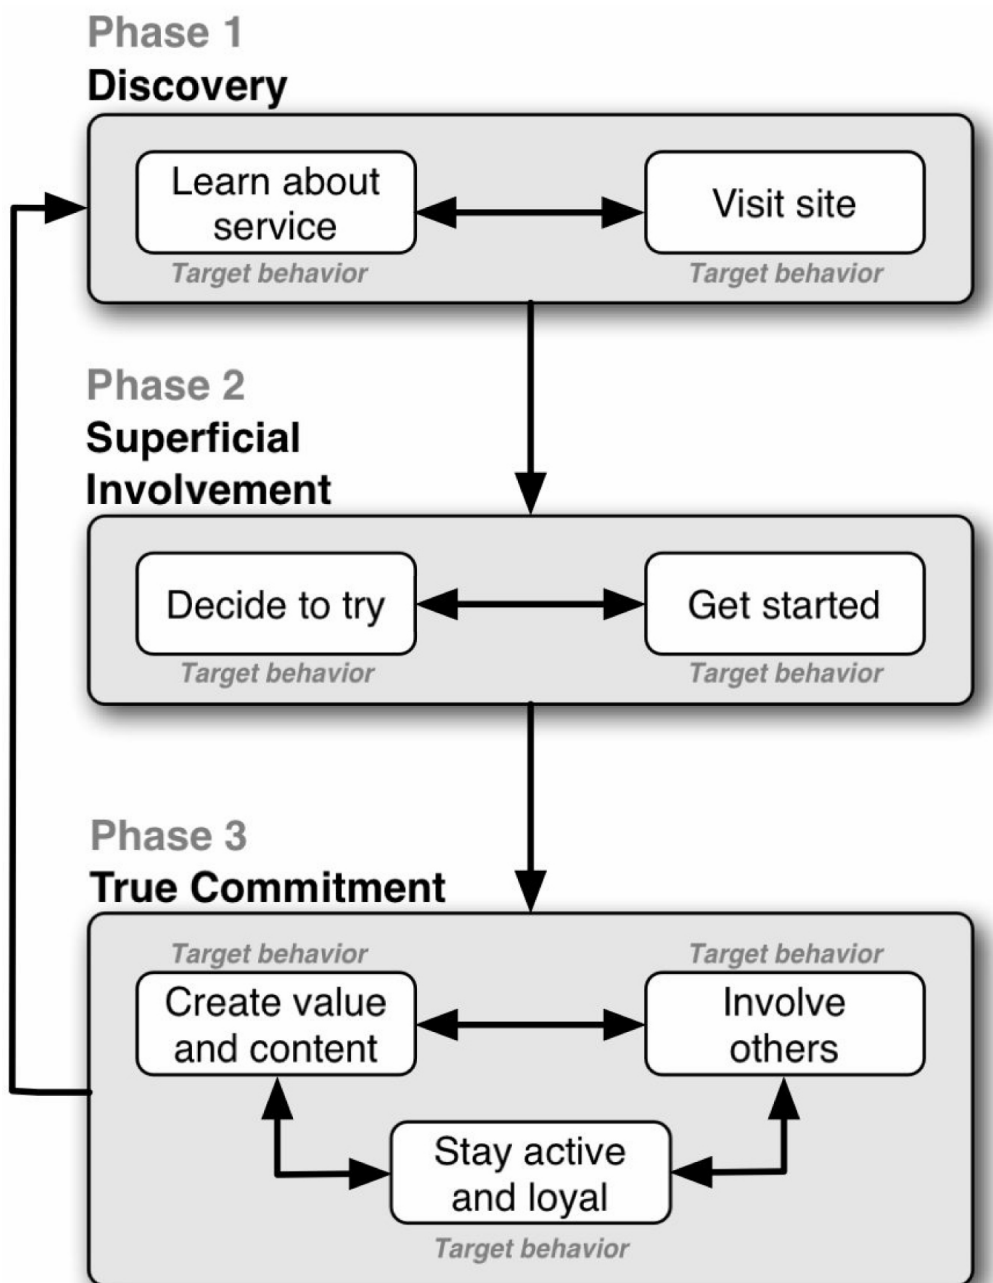 Phase 1
Discovery
Learn about
service
Visit site
Target behavior
Target behavior
Phase 2
Superficial
Involvement
Decide to try
Get started
Target behavior
Target behavior
Phase 3
True Commitment
Target behavior
Target behavior
Create value
and content
Involve
others
Stay active
and loyal
Target behavior